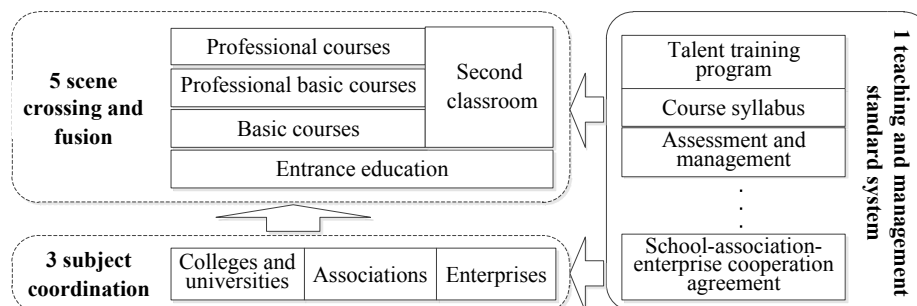 5 scene
crossing and
fusion
Professional courses
Professional basic courses
Basic courses
Second
classroom
Entrance education
3 subject
coordination
Colleges and
universities
Associations
Enterprises
Talent training
program
Course syllabus
Assessment and
management
.
.
.
School-association-
enterprise cooperation
agreement
1 teaching and management
standard system